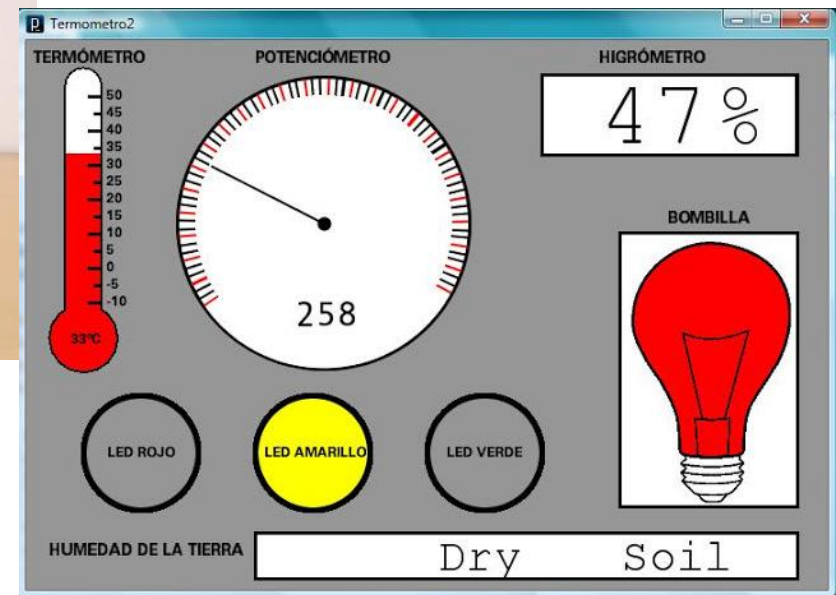 Termometro2
TERMÓMETRO
POTENCIÓMETRO
HIGRÓMETRO
50
45
40
35
30
25
20
15
10
5
0
-5
-10
33ºC
258
47%
BOMBILLA
LED ROJO
LED AMARILLO
LED VERDE
HUMEDAD DE LA TIERRA
Dry Soil